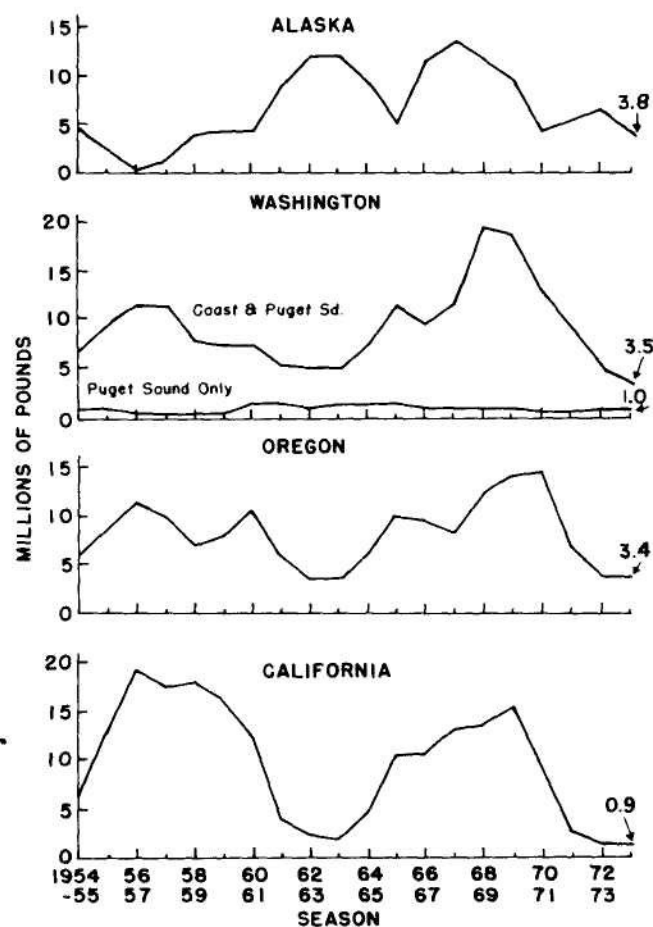 ALASKA
15
10
5
0
3.8
WASHINGTON
20
15
10
5
0
Coast & Puget Sd.
Puget Sound Only
3.5
1.0
MILLIONS OF POUNDS
OREGON
15
10
5
0
3.4
CALIFORNIA
20
15
10
5
0
0.9
1954 56 58 60 62 64 66 68 70 72
-55 57 59 61 63 65 67 69 71 73
SEASON